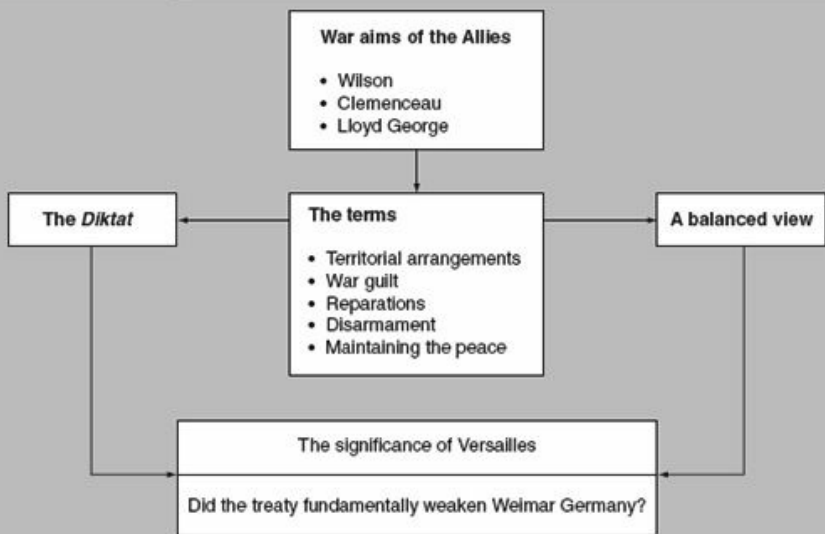 War aims of the Allies
• Wilson
• Clemenceau
• Lloyd George
The Diktat
The terms
• Territorial arrangements
• War guilt
• Reparations
• Disarmament
• Maintaining the peace
A balanced view
The significance of Versailles
Did the treaty fundamentally weaken Weimar Germany?